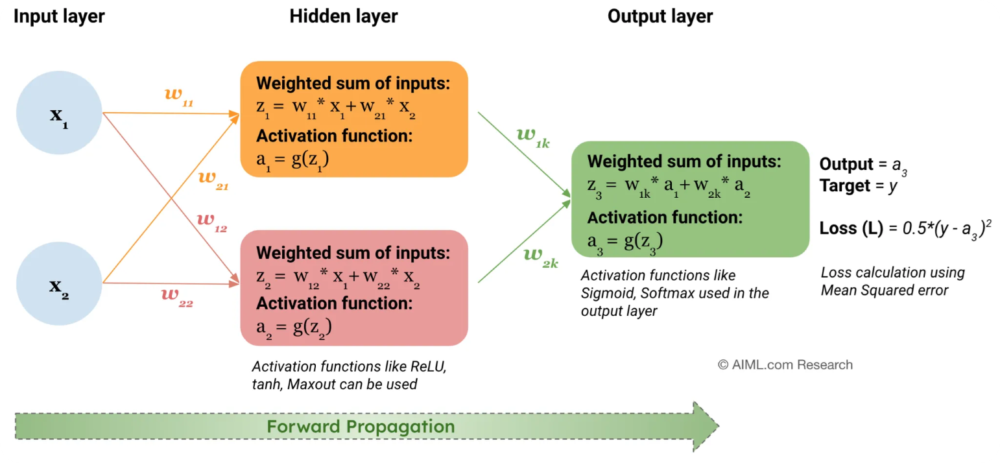 Input layer
Hidden layer
Output layer
x₁
x₂
w₁₁
w₂₁
w₁₂
w₂₂
Weighted sum of inputs:
z₁ = w₁₁* x₁+w₂₁* x₂
Activation function:
a₁ = g(z₁)
Weighted sum of inputs:
z₂ = w₁₂* x₁+w₂₂* x₂
Activation function:
a₂ = g(z₂)
Activation functions like ReLU,
tanh, Maxout can be used
w₁ₖ
w₂ₖ
Weighted sum of inputs:
z₃ = w₁ₖ* a₁+w₂ₖ* a₂
Activation function:
a₃ = g(z₃)
Activation functions like
Sigmoid, Softmax used in the
output layer
Output = a₃
Target = y
Loss (L) = 0.5*(y - a₃)²
Loss calculation using
Mean Squared error
© AIML.com Research
Forward Propagation